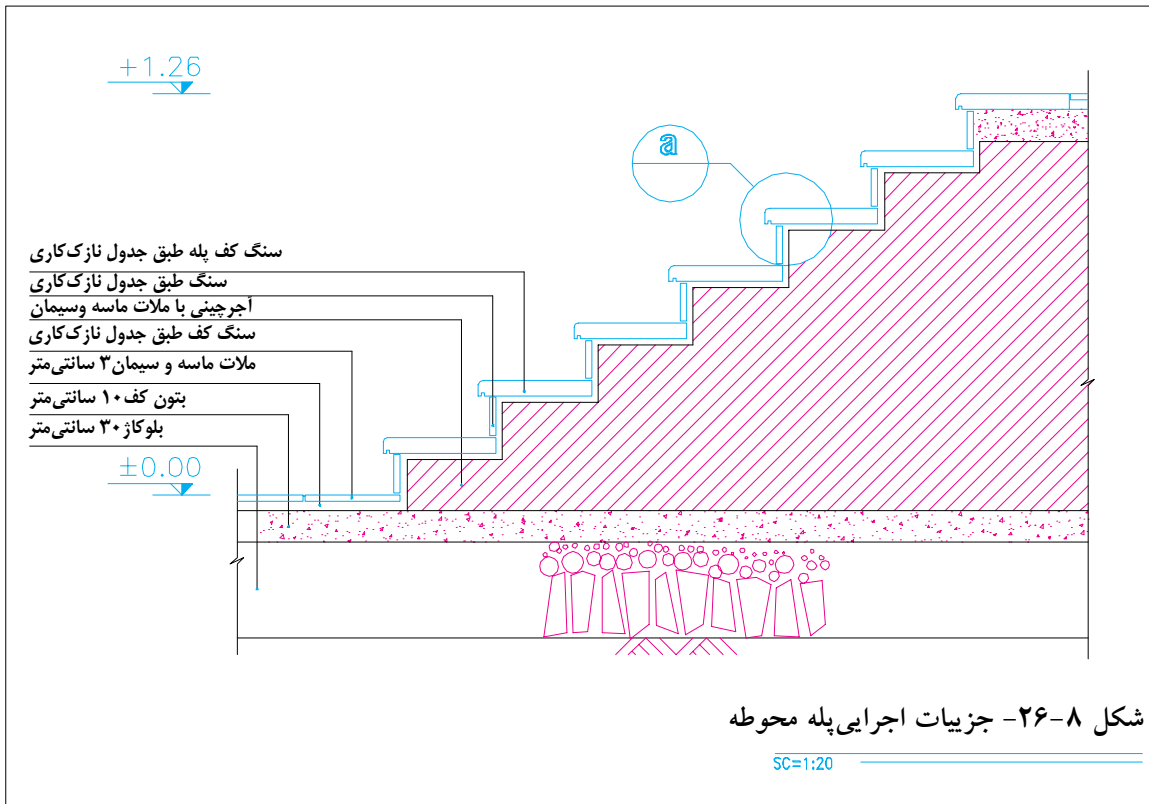 +1.26
a
سنگ کف پله طبق جدول نازک‌کاری
سنگ طبق جدول نازک‌کاری
آجرچینی با ملات ماسه وسیمان
سنگ کف طبق جدول نازک‌کاری
ملات ماسه و سیمان۳ سانتی‌متر
بتون کف۱۰ سانتی‌متر
بلوکاژ۳۰ سانتی‌متر
±0.00
شکل ۸-۲۶- جزییات اجرایی‌پله محوطه
SC=1:20